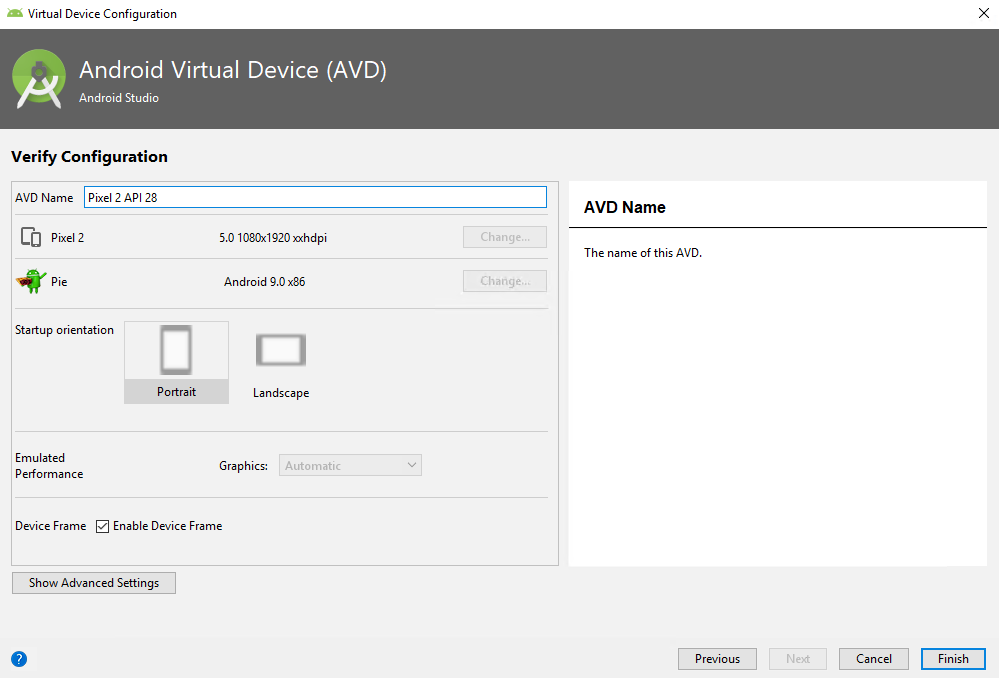 Virtual Device Configuration
Android Virtual Device (AVD)
Android Studio
Verify Configuration
AVD Name Pixel 2 API 28
Pixel 2 5.0 1080x1920 xxhdpi Change...
Pie Android 9.0 x86 Change...
Startup orientation
Portrait Landscape
Emulated
Performance
Graphics: Automatic
Device Frame Enable Device Frame
Show Advanced Settings
AVD Name
The name of this AVD.
? Previous Next Cancel Finish